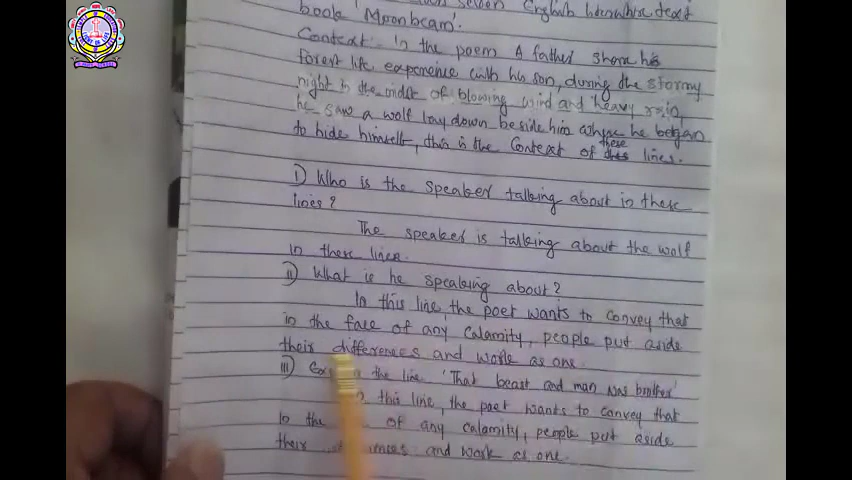 seven English literature text
book 'Moonbeam'.
Context - In the poem A father share his
forest life experience with his son, during the stormy
night in the midst of blowing wind and heavy rain,
he saw a wolf lay down beside him where he began
to hide himself, this is the Context of these lines.
i) Who is the speaker talking about in these
lines?
The speaker is talking about the wolf
in these lines.
ii) What is he speaking about?
In this line, the poet wants to convey that
in the face of any calamity, people put aside
their differences and work as one.
iii) the line 'That beast and man was brother'
this line, the poet wants to convey that
In the of any calamity, people put aside
their and work as one.